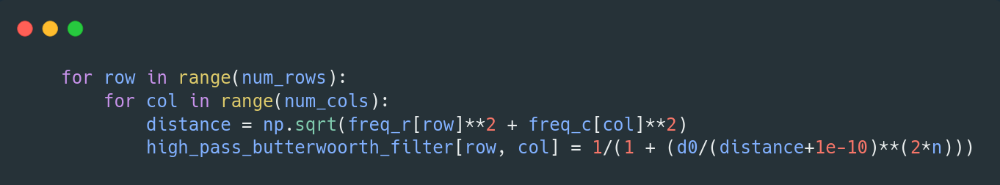 for row in range(num_rows):
    for col in range(num_cols):
        distance = np.sqrt(freq_r[row]**2 + freq_c[col]**2)
        high_pass_butterwoorth_filter[row, col] = 1/(1 + (d0/(distance+1e-10)**(2*n)))